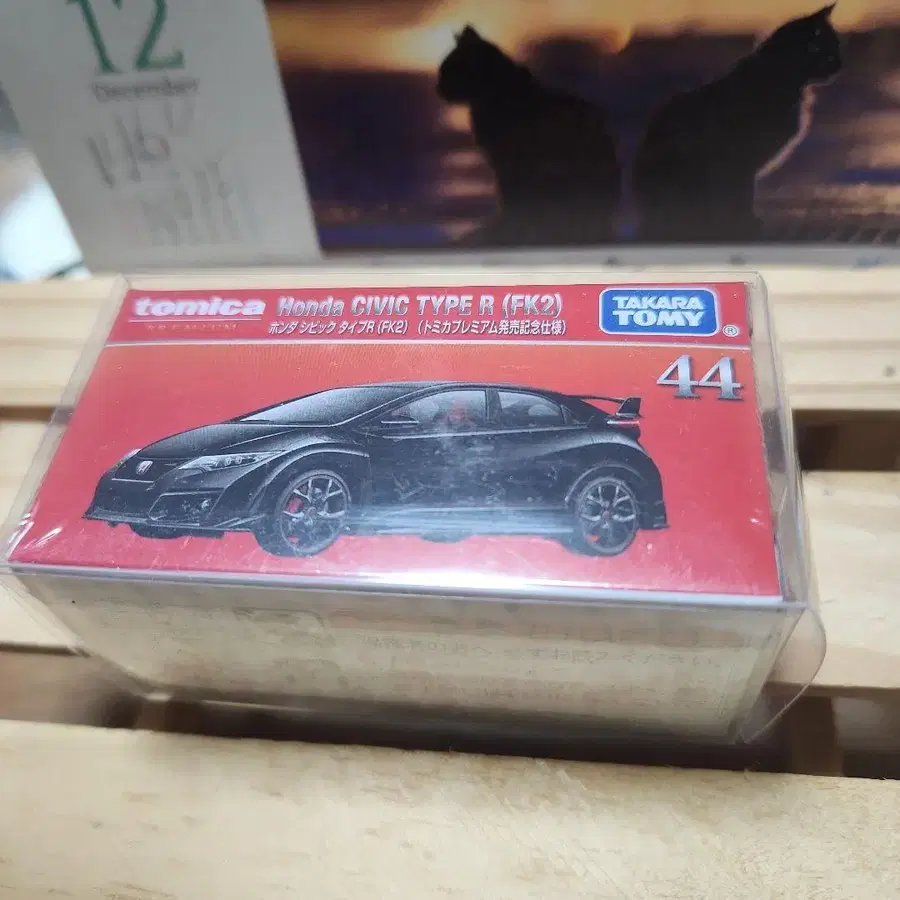 12
December
tomica
PREMIUM
Honda CIVIC TYPE R (FK2)
ホンダ シビック タイプR (FK2) (トミカプレミアム発売記念仕様)
TAKARA
TOMY
®
44